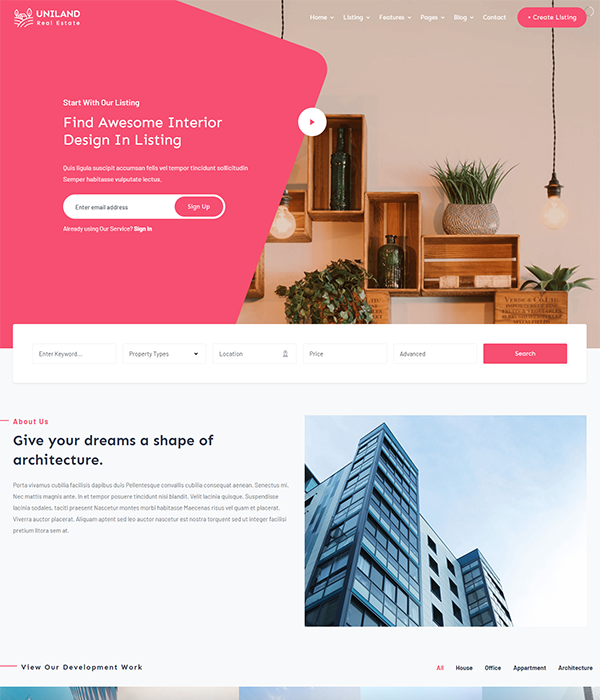 UNILAND
Real Estate
Home Listing Features Pages Blog Contact + Create Listing
Start With Our Listing
Find Awesome Interior
Design In Listing
Quis ligula suscipit accumsan felis vel tempor tincidunt sollicitudin
Semper habitasse vulputate lectus.
Enter email address Sign Up
Already using Our Service? Sign In
Enter Keyword... Property Types Location Price Advanced Search
About Us
Give your dreams a shape of
architecture.
Porta vivamus cubilia facilisis dapibus duis Pellentesque convallis cubilia consequat aenean. Senectus mi.
Nec mattis magnis ante. In et tempor posuere tincidunt nisl blandit. Velit lacinia quisque. Suspendisse
lacinia sodales, taciti praesent Nascetur montes morbi habitasse Maecenas risus vel quam et placerat.
Viverra auctor placerat. Aliquam aptent sed leo auctor nascetur est nostra torquent sed ut integer facilisi
pretium litora sem at.
View Our Development Work
All House Office Appartment Architecture